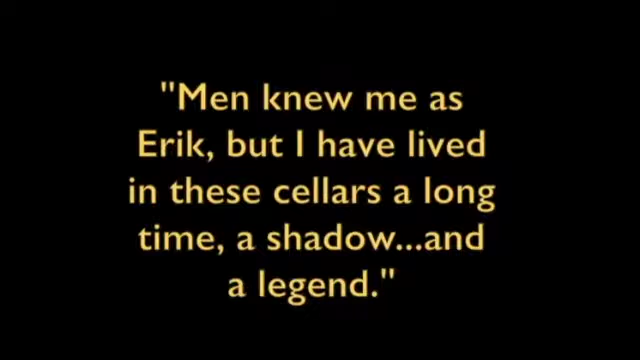 "Men knew me as
Erik, but I have lived
in these cellars a long
time, a shadow...and
a legend."